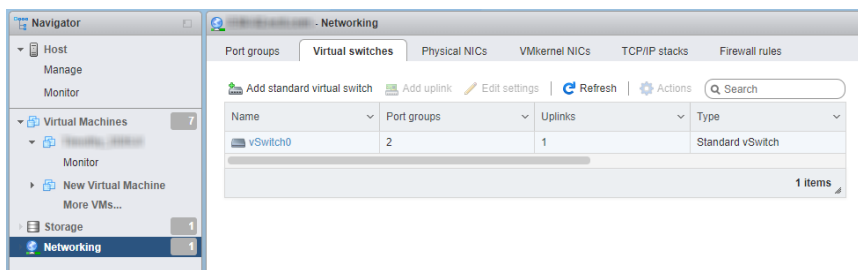 Navigator
- Networking
Host
Manage
Monitor
Virtual Machines 7
Monitor
New Virtual Machine
More VMs...
Storage 1
Networking 1
Port groups Virtual switches Physical NICs VMkernel NICs TCP/IP stacks Firewall rules
Add standard virtual switch Add uplink Edit settings Refresh Actions Search
Name Port groups Uplinks Type
vSwitch0 2 1 Standard vSwitch
1 items